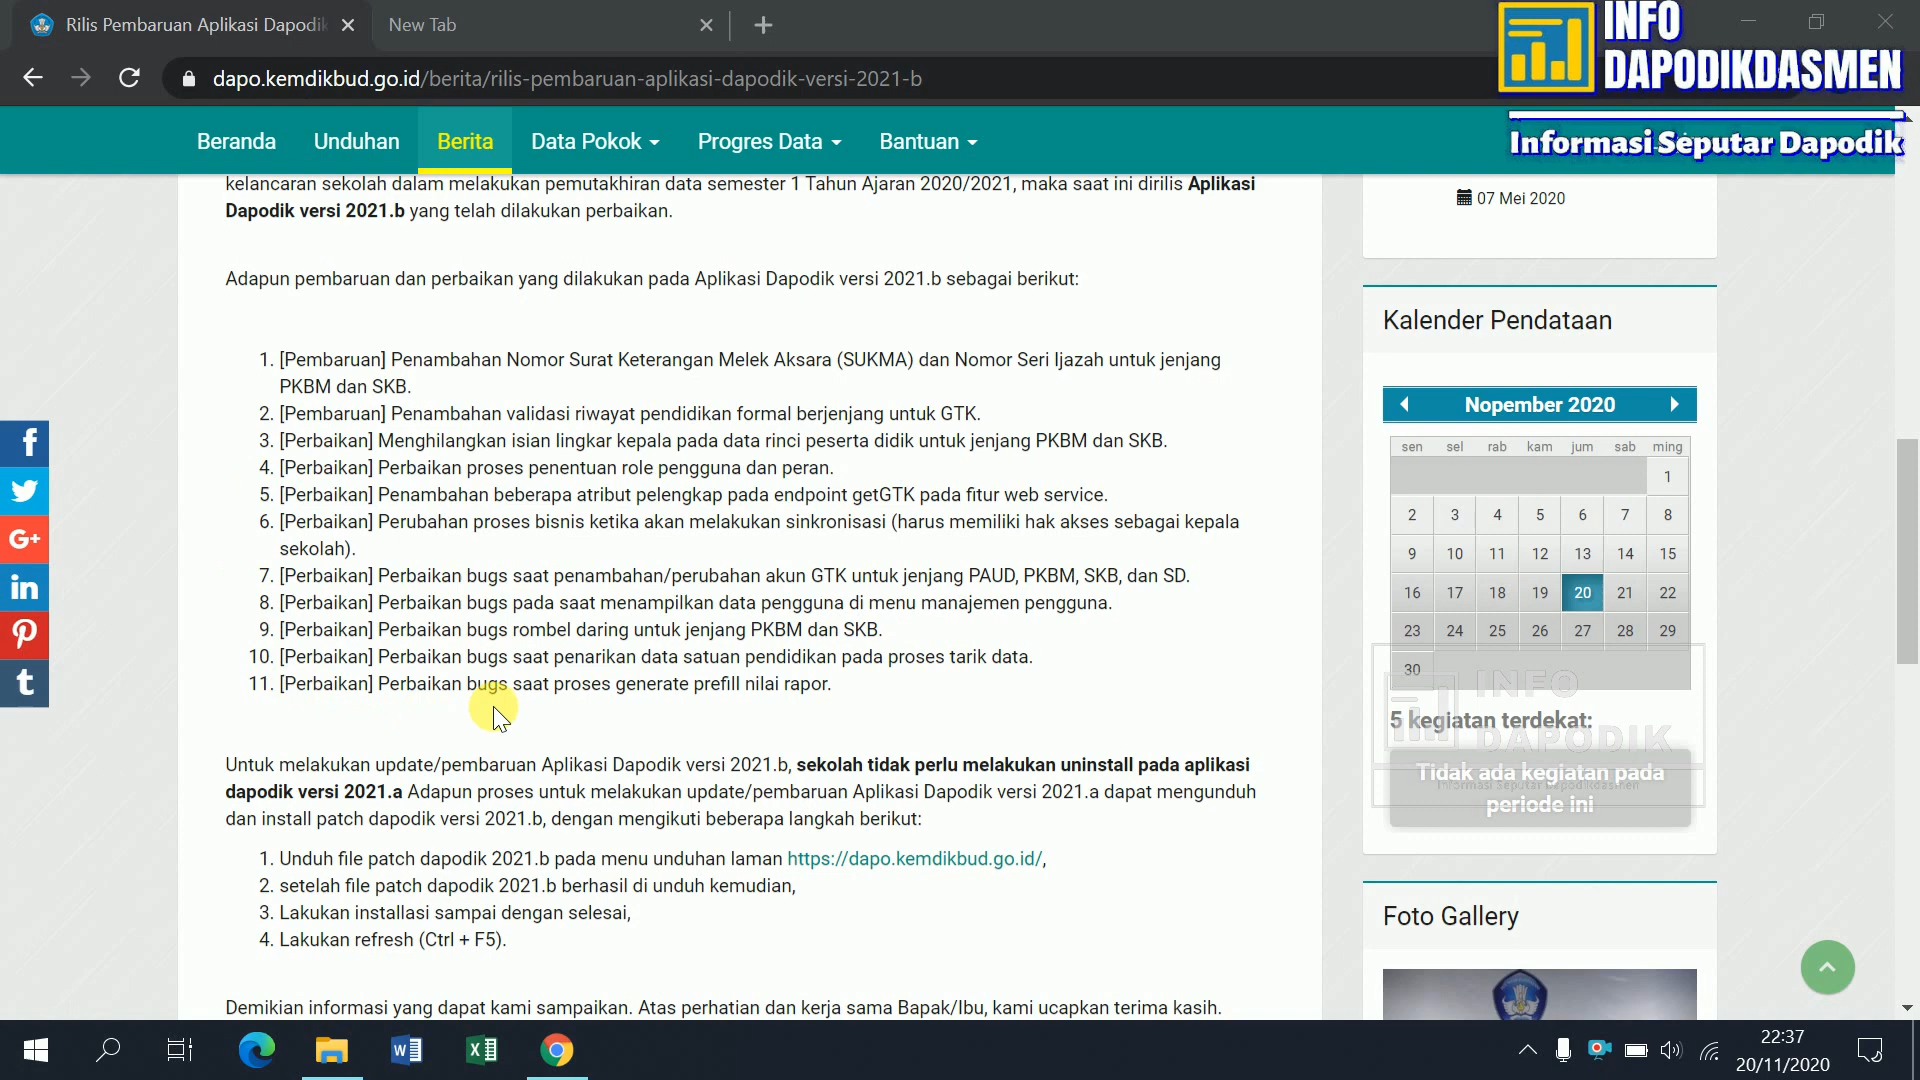 Rilis Pembaruan Aplikasi Dapodik
New Tab
INFO
DAPODIKDASMEN
Informasi Seputar Dapodik
dapo.kemdikbud.go.id/berita/rilis-pembaruan-aplikasi-dapodik-versi-2021-b
Beranda Unduhan Berita Data Pokok Progres Data Bantuan
kelancaran sekolah dalam melakukan pemutakhiran data semester 1 Tahun Ajaran 2020/2021, maka saat ini dirilis Aplikasi
Dapodik versi 2021.b yang telah dilakukan perbaikan.
Adapun pembaruan dan perbaikan yang dilakukan pada Aplikasi Dapodik versi 2021.b sebagai berikut:
1. [Pembaruan] Penambahan Nomor Surat Keterangan Melek Aksara (SUKMA) dan Nomor Seri Ijazah untuk jenjang
PKBM dan SKB.
2. [Pembaruan] Penambahan validasi riwayat pendidikan formal berjenjang untuk GTK.
3. [Perbaikan] Menghilangkan isian lingkar kepala pada data rinci peserta didik untuk jenjang PKBM dan SKB.
4. [Perbaikan] Perbaikan proses penentuan role pengguna dan peran.
5. [Perbaikan] Penambahan beberapa atribut pelengkap pada endpoint getGTK pada fitur web service.
6. [Perbaikan] Perubahan proses bisnis ketika akan melakukan sinkronisasi (harus memiliki hak akses sebagai kepala
sekolah).
7. [Perbaikan] Perbaikan bugs saat penambahan/perubahan akun GTK untuk jenjang PAUD, PKBM, SKB, dan SD.
8. [Perbaikan] Perbaikan bugs pada saat menampilkan data pengguna di menu manajemen pengguna.
9. [Perbaikan] Perbaikan bugs rombel daring untuk jenjang PKBM dan SKB.
10. [Perbaikan] Perbaikan bugs saat penarikan data satuan pendidikan pada proses tarik data.
11. [Perbaikan] Perbaikan bugs saat proses generate prefill nilai rapor.
Untuk melakukan update/pembaruan Aplikasi Dapodik versi 2021.b, sekolah tidak perlu melakukan uninstall pada aplikasi
dapodik versi 2021.a Adapun proses untuk melakukan update/pembaruan Aplikasi Dapodik versi 2021.a dapat mengunduh
dan install patch dapodik versi 2021.b, dengan mengikuti beberapa langkah berikut:
1. Unduh file patch dapodik 2021.b pada menu unduhan laman https://dapo.kemdikbud.go.id/,
2. setelah file patch dapodik 2021.b berhasil di unduh kemudian,
3. Lakukan installasi sampai dengan selesai,
4. Lakukan refresh (Ctrl + F5).
Demikian informasi yang dapat kami sampaikan. Atas perhatian dan kerja sama Bapak/Ibu, kami ucapkan terima kasih.
07 Mei 2020
Kalender Pendataan
Nopember 2020
sen sel rab kam jum sab ming
1
2 3 4 5 6 7 8
9 10 11 12 13 14 15
16 17 18 19 20 21 22
23 24 25 26 27 28 29
30
INFO
DAPODIK
Informasi Seputar Dapodikdasmen
5 kegiatan terdekat:
Tidak ada kegiatan pada
periode ini
Foto Gallery
f
G+
in
t
22:37
20/11/2020